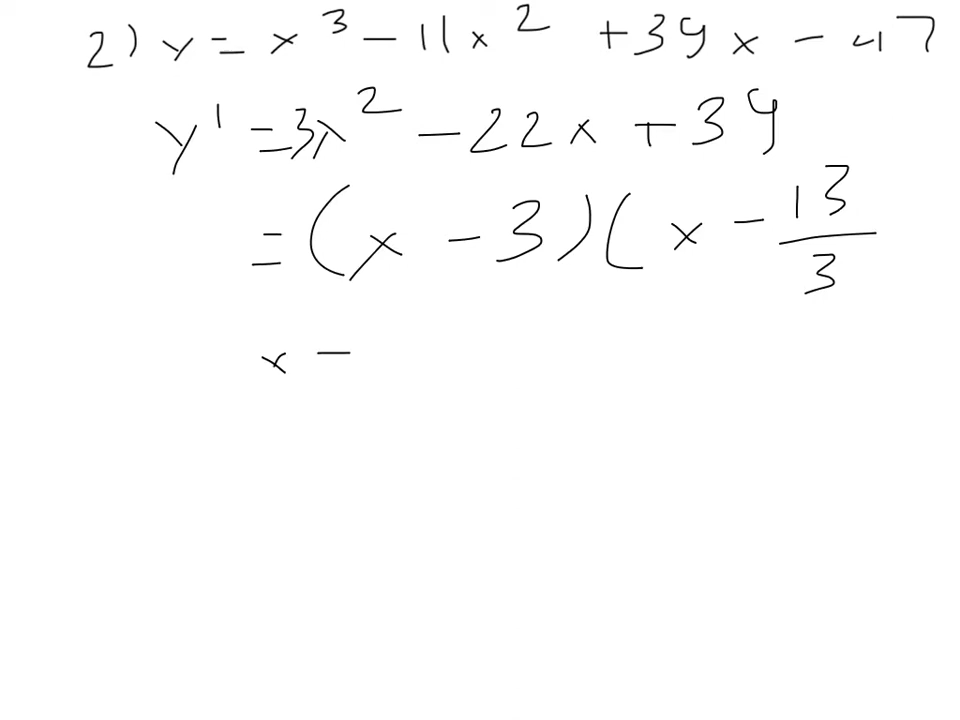 2) y = x³ - 11x² + 39x - 47
y' = 3x² - 22x + 39
= (x - 3)(x - 13/3
x -